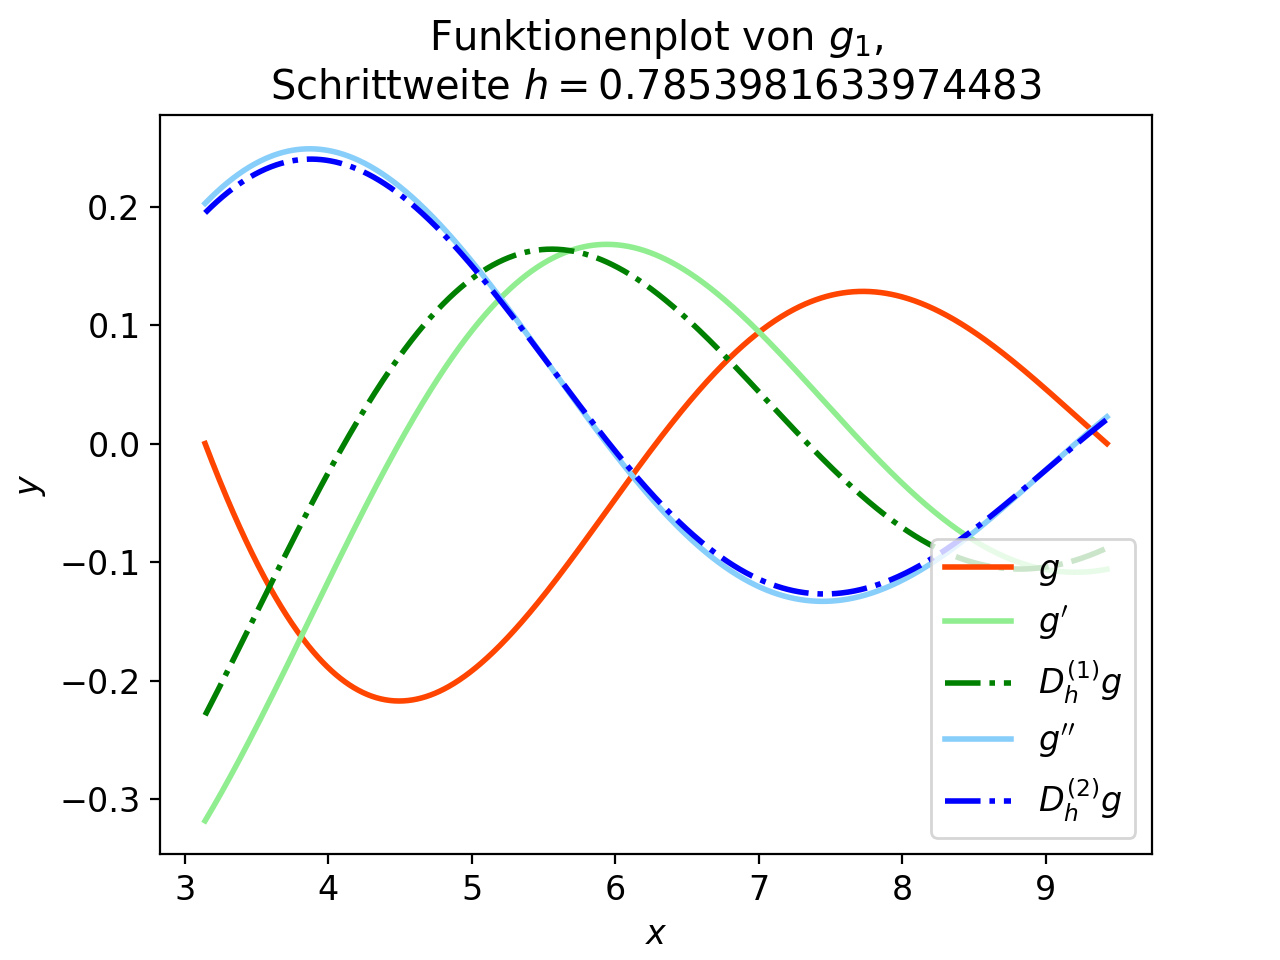 Funktionenplot von g₁,
Schrittweite h = 0.7853981633974483
y
0.2
0.1
0.0
−0.1
−0.2
−0.3
g
g′
D_h^(1) g
g″
D_h^(2) g
3 4 5 6 7 8 9
x